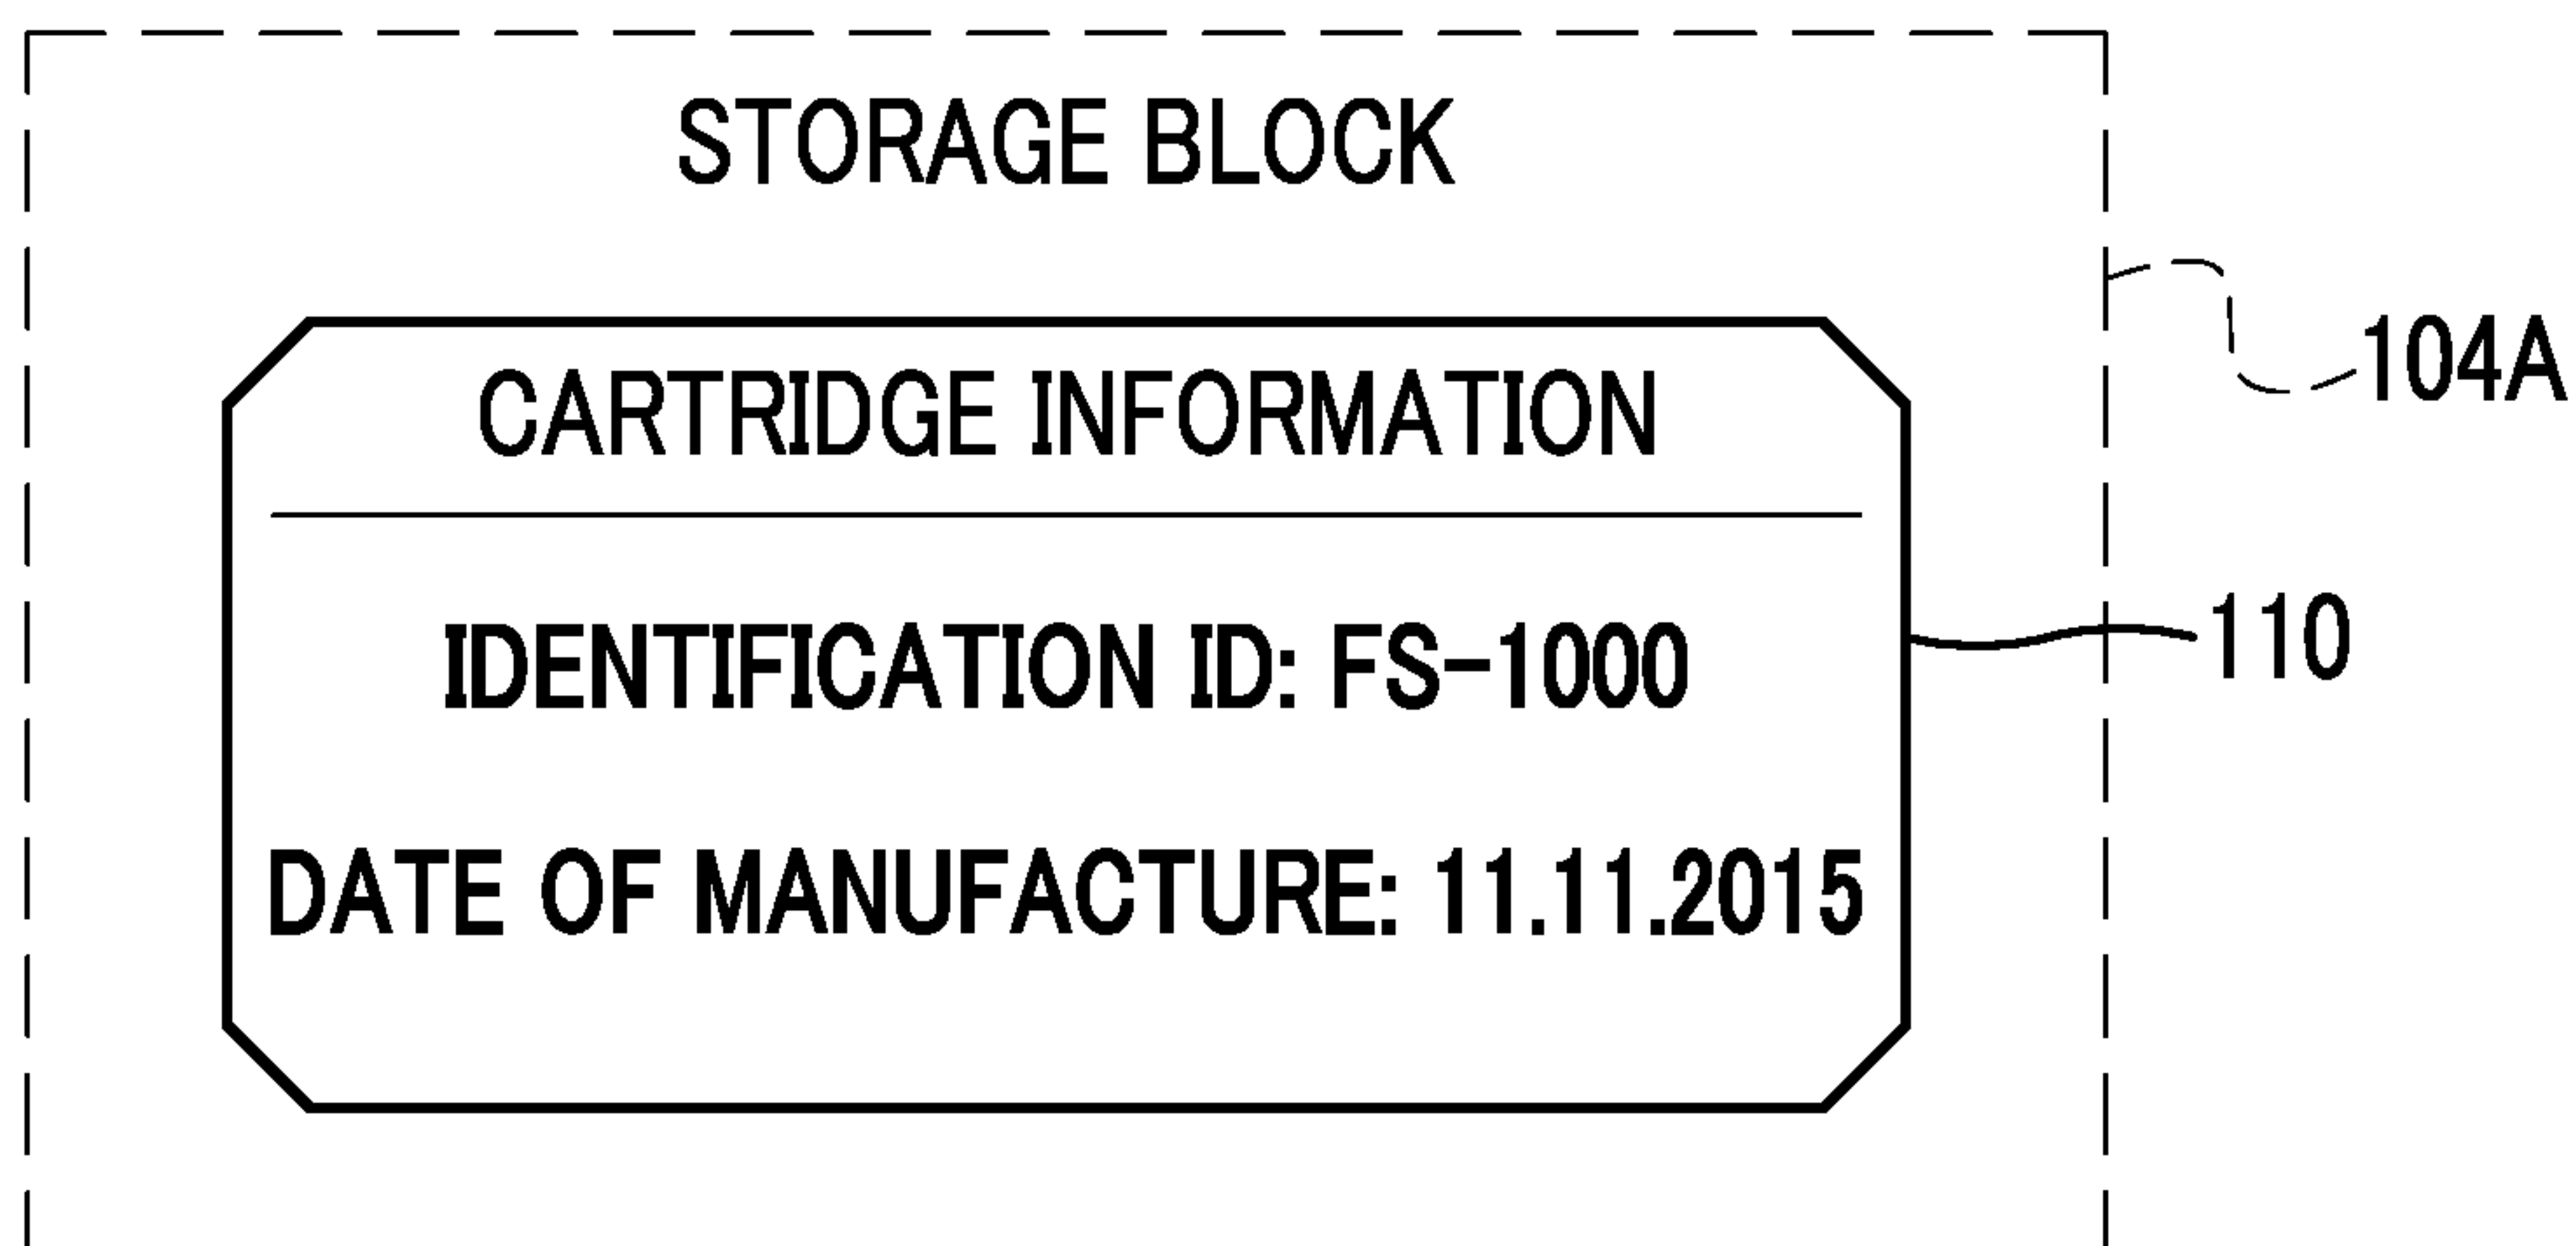 STORAGE BLOCK
104A
CARTRIDGE INFORMATION
IDENTIFICATION ID: FS-1000
110
DATE OF MANUFACTURE: 11.11.2015